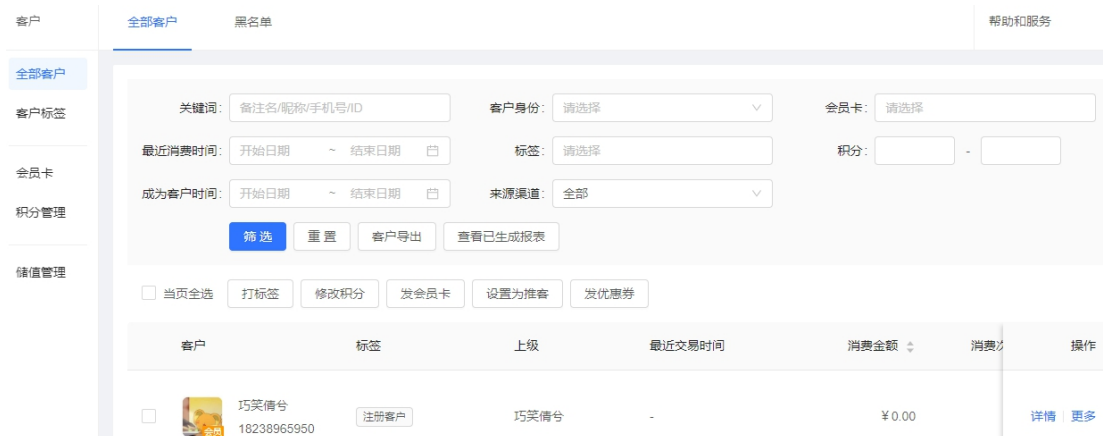 客户 全部客户 黑名单 帮助和服务
全部客户
客户标签
会员卡
积分管理
储值管理
关键词: 备注名/昵称/手机号/ID 客户身份: 请选择 会员卡: 请选择
最近消费时间: 开始日期 ~ 结束日期 标签: 请选择 积分: -
成为客户时间: 开始日期 ~ 结束日期 来源渠道: 全部
筛选 重置 客户导出 查看已生成报表
当页全选 打标签 修改积分 发会员卡 设置为推客 发优惠券
客户 标签 上级 最近交易时间 消费金额 消费 操作
巧笑倩兮
会员 18238965950 注册客户 巧笑倩兮 - ¥0.00 详情 更多